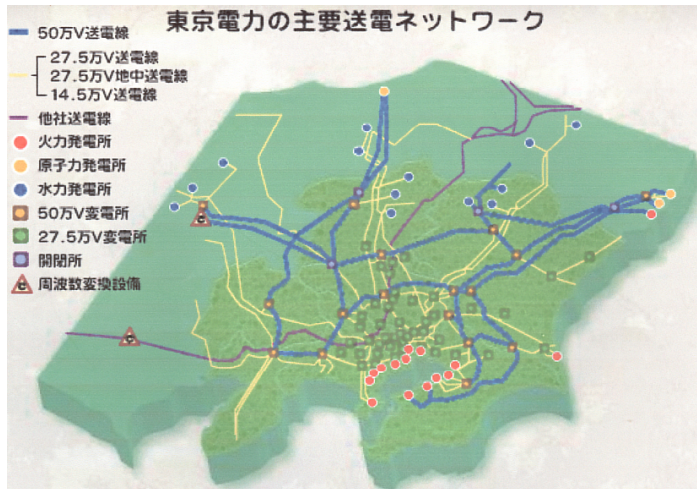 東京電力の主要送電ネットワーク
50万V送電線
27.5万V送電線
27.5万V地中送電線
14.5万V送電線
他社送電線
火力発電所
原子力発電所
水力発電所
50万V変電所
27.5万V変電所
開閉所
周波数変換設備